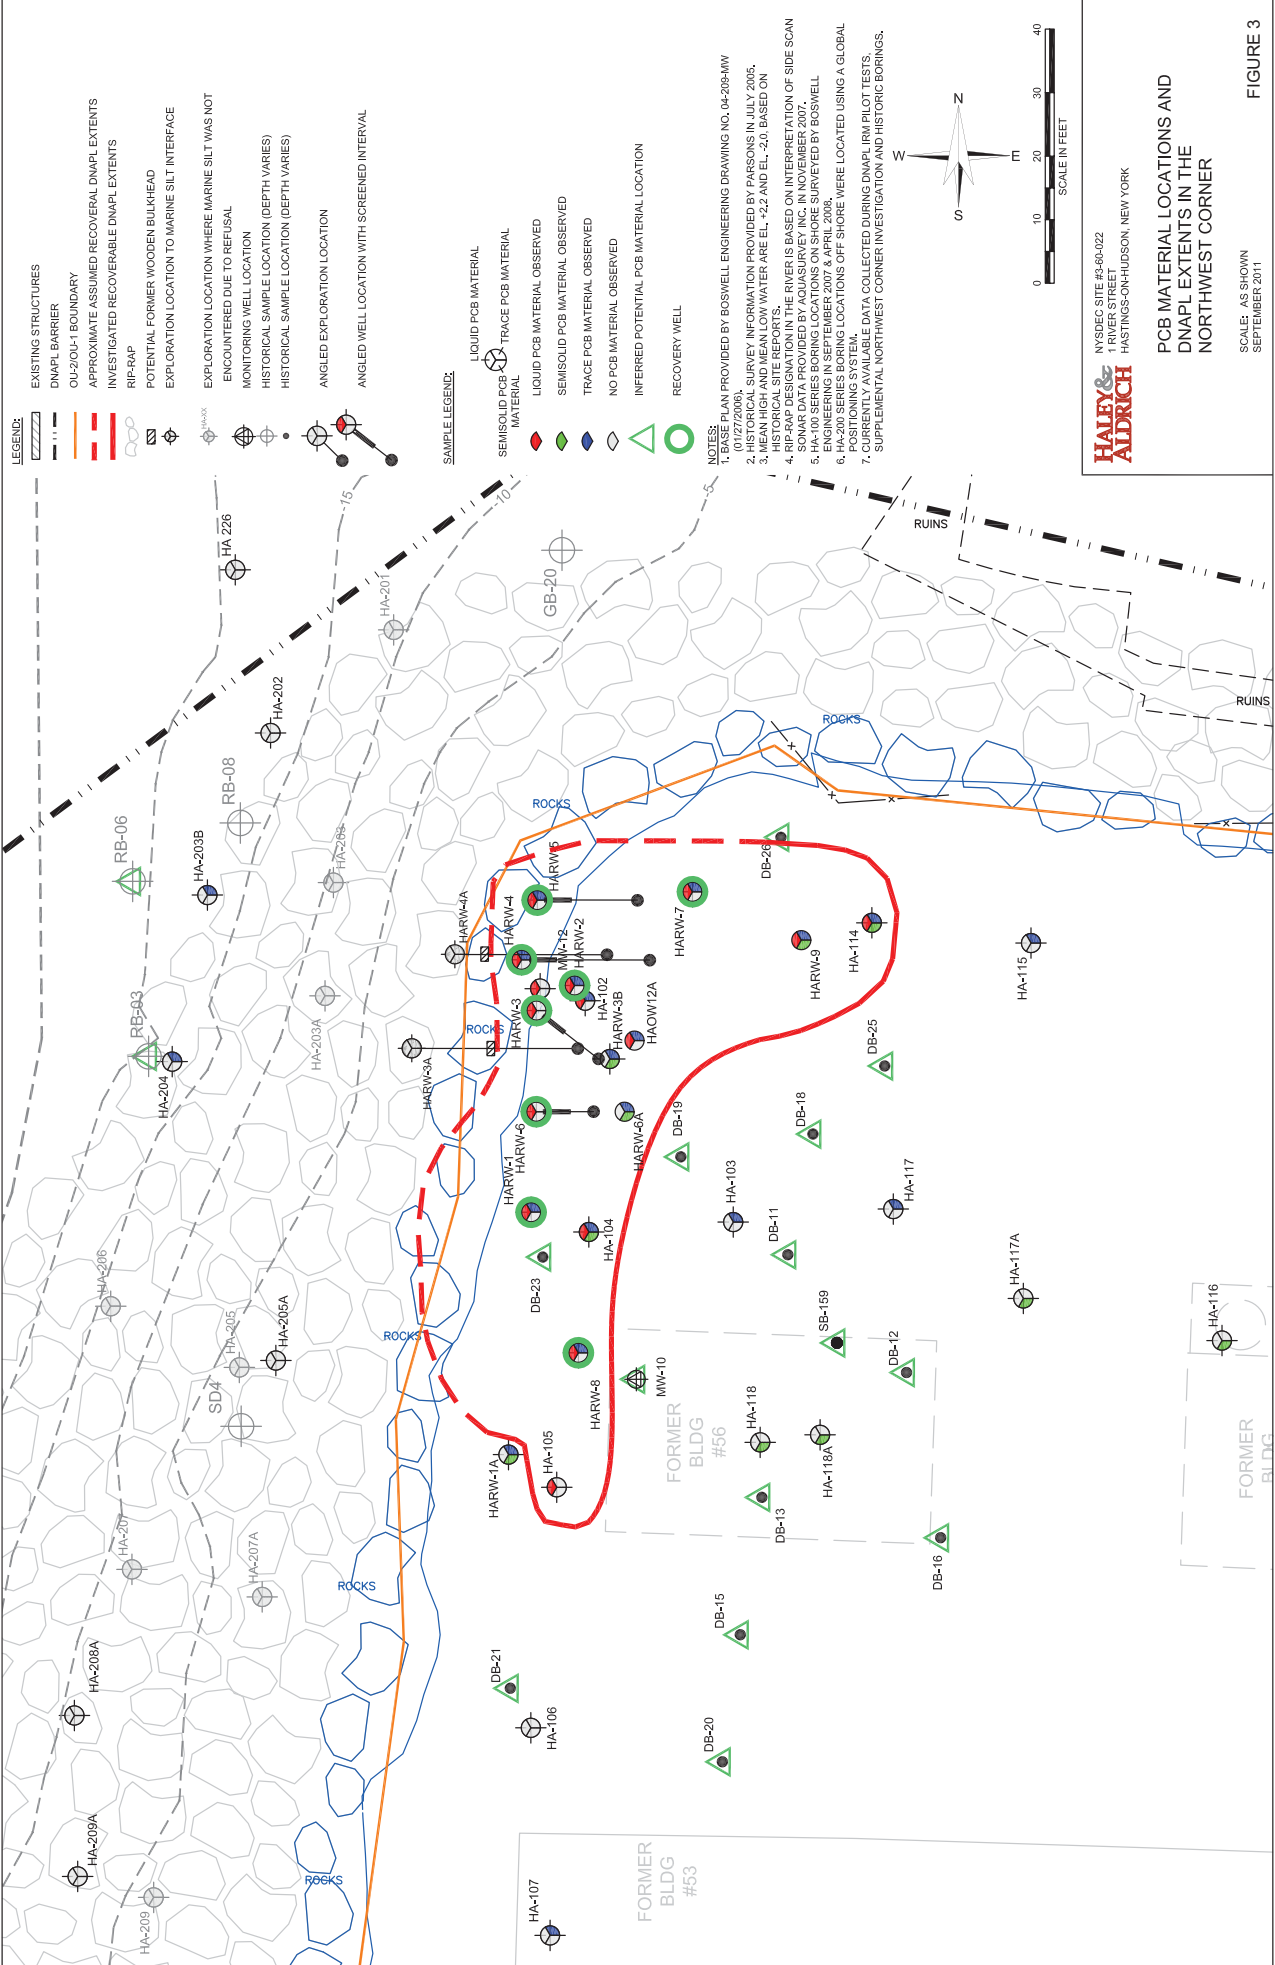 LEGEND:
EXISTING STRUCTURES
DNAPL BARRIER
OU-2/OU-1 BOUNDARY
APPROXIMATE ASSUMED RECOVERAL DNAPL EXTENTS
INVESTIGATED RECOVERABLE DNAPL EXTENTS
RIP-RAP
POTENTIAL FORMER WOODEN BULKHEAD
EXPLORATION LOCATION TO MARINE SILT INTERFACE
HA-XX
EXPLORATION LOCATION WHERE MARINE SILT WAS NOT
ENCOUNTERED DUE TO REFUSAL
MONITORING WELL LOCATION
HISTORICAL SAMPLE LOCATION (DEPTH VARIES)
HISTORICAL SAMPLE LOCATION (DEPTH VARIES)
ANGLED EXPLORATION LOCATION
ANGLED WELL LOCATION WITH SCREENED INTERVAL
SAMPLE LEGEND:
LIQUID PCB MATERIAL
SEMISOLID PCB
MATERIAL
TRACE PCB MATERIAL
LIQUID PCB MATERIAL OBSERVED
SEMISOLID PCB MATERIAL OBSERVED
TRACE PCB MATERIAL OBSERVED
NO PCB MATERIAL OBSERVED
INFERRED POTENTIAL PCB MATERIAL LOCATION
RECOVERY WELL
NOTES:
1. BASE PLAN PROVIDED BY BOSWELL ENGINEERING DRAWING NO. 04-209-MW
(01/27/2006).
2. HISTORICAL SURVEY INFORMATION PROVIDED BY PARSONS IN JULY 2005.
3. MEAN HIGH AND MEAN LOW WATER ARE EL. +2.2 AND EL. -2.0, BASED ON
HISTORICAL SITE REPORTS.
4. RIP-RAP DESIGNATION IN THE RIVER IS BASED ON INTERPRETATION OF SIDE SCAN
SONAR DATA PROVIDED BY AQUASURVEY INC. IN NOVEMBER 2007.
5. HA-100 SERIES BORING LOCATIONS ON SHORE SURVEYED BY BOSWELL
ENGINEERING IN SEPTEMBER 2007 & APRIL 2008.
6. HA-200 SERIES BORING LOCATIONS OFF SHORE WERE LOCATED USING A GLOBAL
POSITIONING SYSTEM.
7. CURRENTLY AVAILABLE DATA COLLECTED DURING DNAPL IRM PILOT TESTS,
SUPPLEMENTAL NORTHWEST CORNER INVESTIGATION AND HISTORIC BORINGS.
N
W
E
S
0 10 20 30 40
SCALE IN FEET
HALEY&
ALDRICH
NYSDEC SITE #3-60-022
1 RIVER STREET
HASTINGS-ON-HUDSON, NEW YORK
PCB MATERIAL LOCATIONS AND
DNAPL EXTENTS IN THE
NORTHWEST CORNER
SCALE: AS SHOWN
SEPTEMBER 2011
FIGURE 3
-15
-10
-5
HA 226
HA-201
GB-20
RUINS
RUINS
HA-202
RB-08
RB-06
HA-203B
HA-203
HA-203A
RB-03
HA-204
ROCKS
ROCKS
ROCKS
ROCKS
ROCKS
ROCKS
HARW-4A
HARW-4
HARW-5
MW-12
HARW-2
HARW-3
HA-102
HARW-3B
HAOW12A
HARW-3A
HARW-7
DB-26
HARW-9
HA-114
HA-115
DB-25
DB-18
DB-19
HARW-6
HARW-6A
HARW-1
HA-103
HA-117
DB-11
HA-104
DB-23
HA-117A
HA-116
SB-159
DB-12
HARW-8
MW-10
HA-118
HA-118A
DB-13
DB-16
HARW-1A
HA-105
FORMER
BLDG
#56
FORMER
BLDG
HA-206
HA-205
HA-205A
SD4
HA-207
HA-207A
HA-208A
HA-209A
HA-209
DB-15
DB-21
HA-106
DB-20
HA-107
FORMER
BLDG
#53